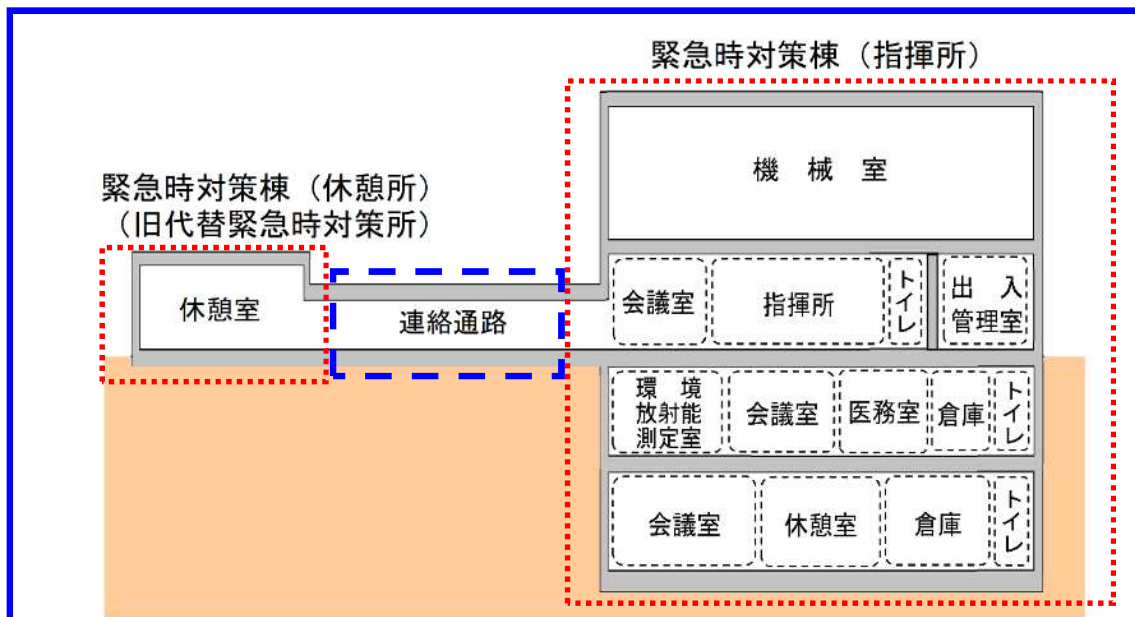 緊急時対策棟（指揮所）
機械室
緊急時対策棟（休憩所）
（旧代替緊急時対策所）
休憩室
連絡通路
会議室
指揮所
トイレ
出入
管理室
環境
放射能
測定室
会議室
医務室
倉庫
トイレ
会議室
休憩室
倉庫
トイレ